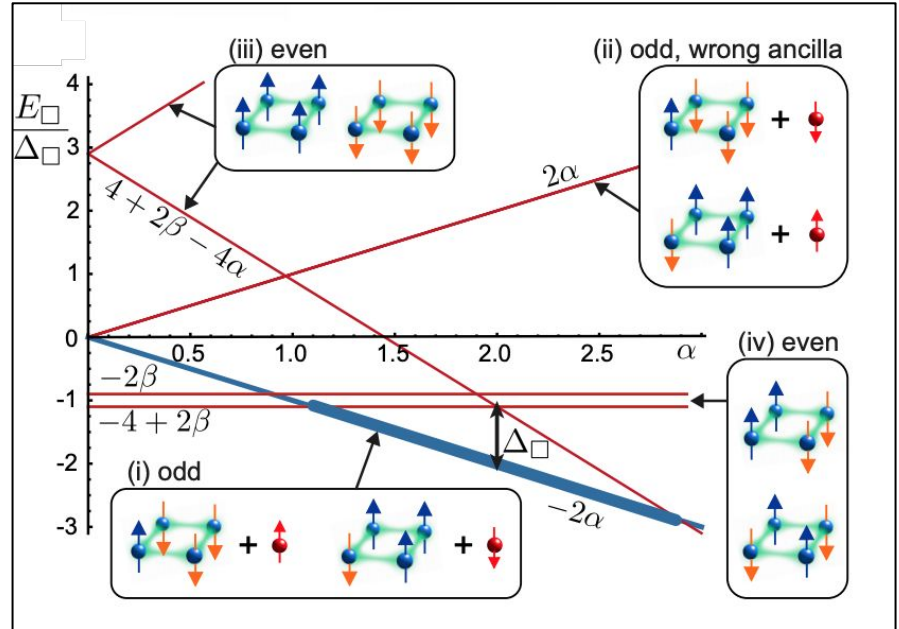 (iii) even
(ii) odd, wrong ancilla
E□
Δ□
4
3
2
1
0
-1
-2
-3
4 + 2β − 4α
2α
0.5
1.0
1.5
2.0
2.5
α
−2β
−4 + 2β
Δ□
−2α
(iv) even
(i) odd
+
+
+
+